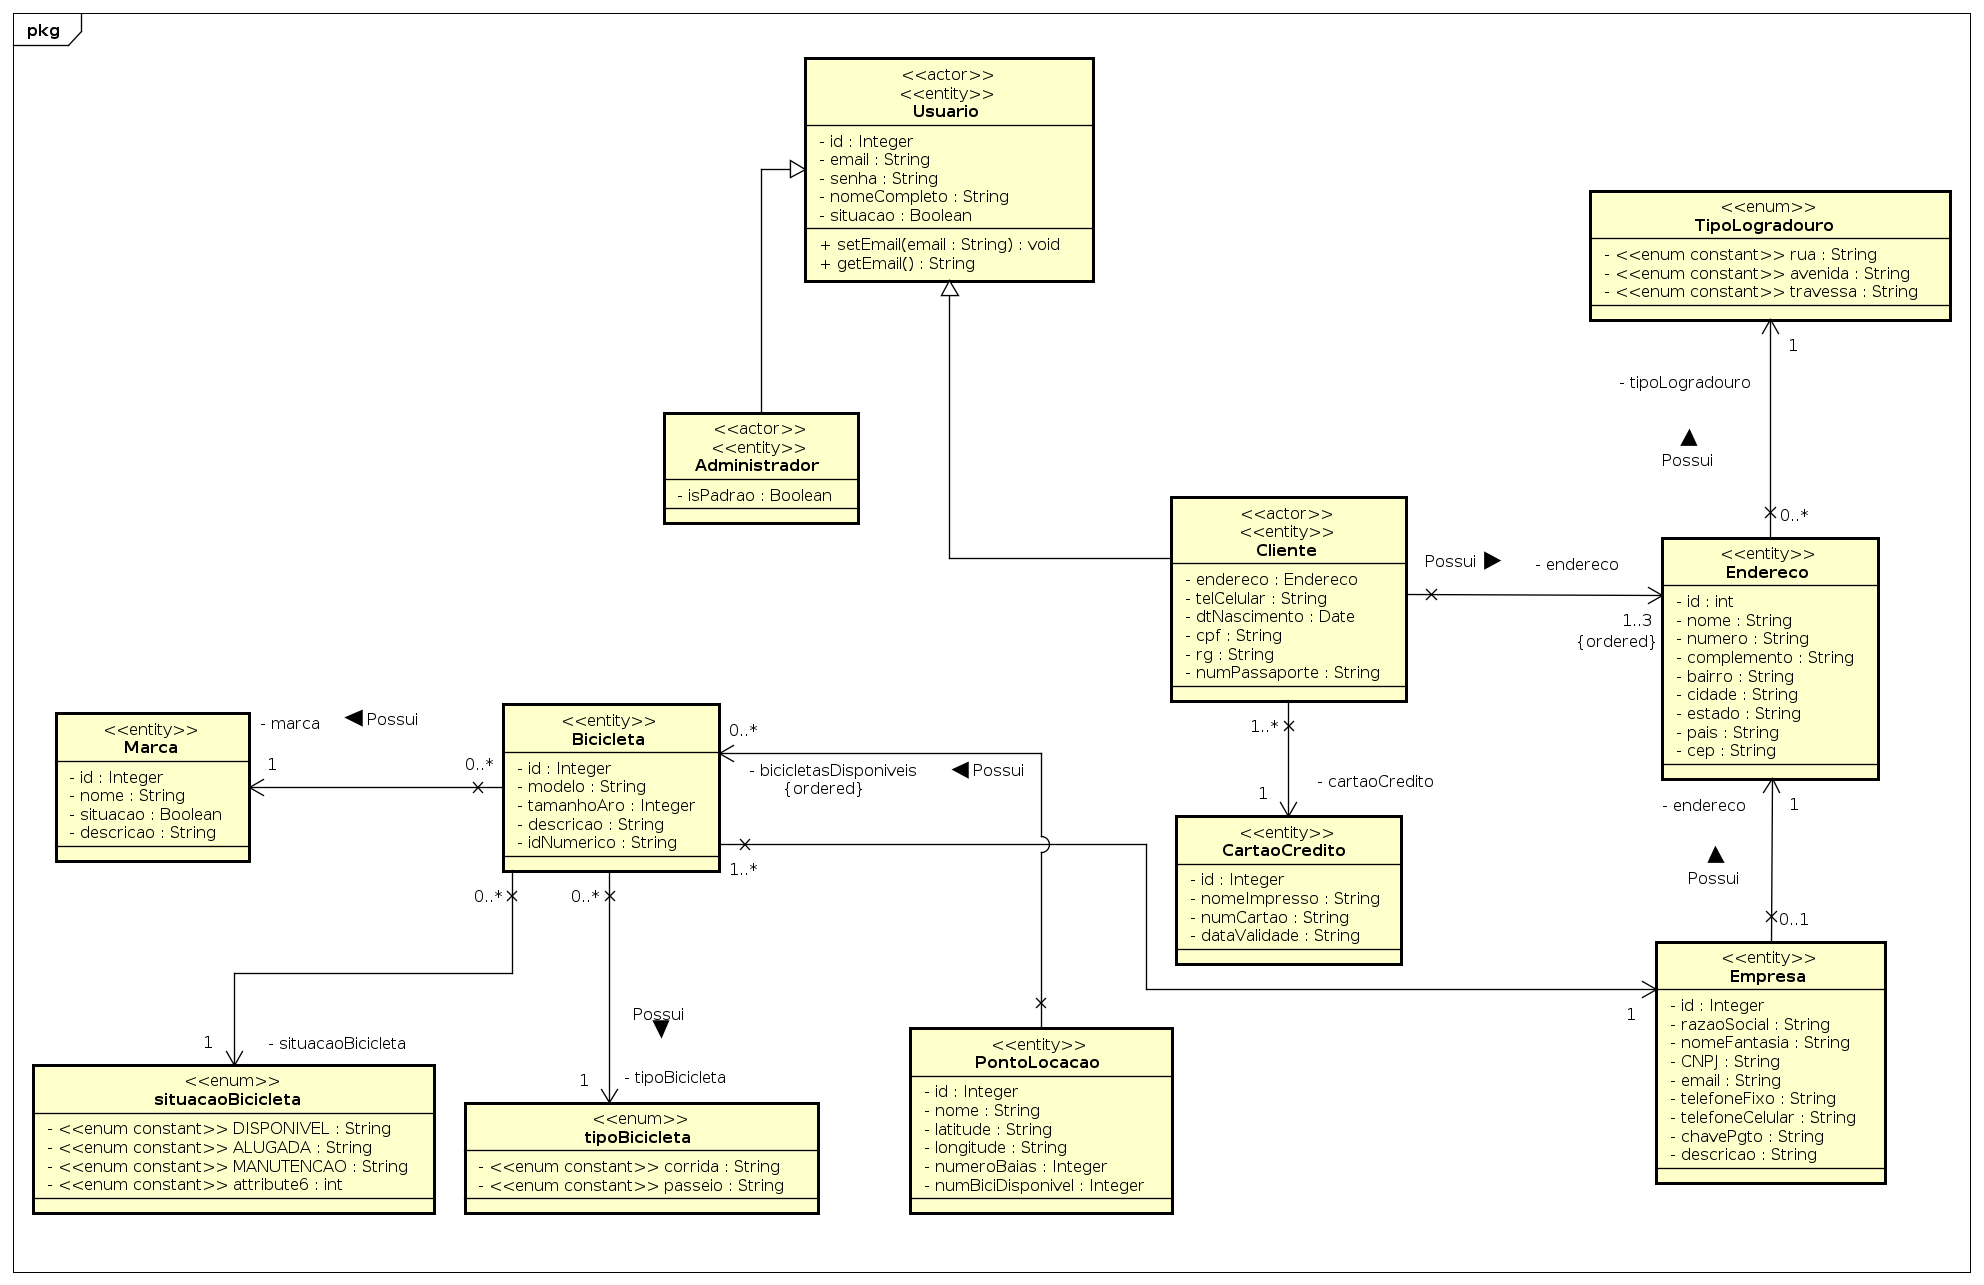 pkg
<<actor>>
<<entity>>
Usuario
- id : Integer
- email : String
- senha : String
- nomeCompleto : String
- situacao : Boolean
+ setEmail(email : String) : void
+ getEmail() : String
<<enum>>
TipoLogradouro
- <<enum constant>> rua : String
- <<enum constant>> avenida : String
- <<enum constant>> travessa : String
1
- tipoLogradouro
Possui
0..*
<<actor>>
<<entity>>
Administrador
- isPadrao : Boolean
<<actor>>
<<entity>>
Cliente
- endereco : Endereco
- telCelular : String
- dtNascimento : Date
- cpf : String
- rg : String
- numPassaporte : String
Possui
- endereco
1..3
{ordered}
<<entity>>
Endereco
- id : int
- nome : String
- numero : String
- complemento : String
- bairro : String
- cidade : String
- estado : String
- pais : String
- cep : String
<<entity>>
Marca
- id : Integer
- nome : String
- situacao : Boolean
- descricao : String
- marca
Possui
1
0..*
<<entity>>
Bicicleta
- id : Integer
- modelo : String
- tamanhoAro : Integer
- descricao : String
- idNumerico : String
0..*
- bicicletasDisponiveis
{ordered}
Possui
1..*
1..*
- cartaoCredito
1
<<entity>>
CartaoCredito
- id : Integer
- nomeImpresso : String
- numCartao : String
- dataValidade : String
- endereco
1
Possui
0..1
0..*
0..*
1
- situacaoBicicleta
Possui
1
- tipoBicicleta
1
<<entity>>
Empresa
- id : Integer
- razaoSocial : String
- nomeFantasia : String
- CNPJ : String
- email : String
- telefoneFixo : String
- telefoneCelular : String
- chavePgto : String
- descricao : String
<<enum>>
situacaoBicicleta
- <<enum constant>> DISPONIVEL : String
- <<enum constant>> ALUGADA : String
- <<enum constant>> MANUTENCAO : String
- <<enum constant>> attribute6 : int
<<enum>>
tipoBicicleta
- <<enum constant>> corrida : String
- <<enum constant>> passeio : String
<<entity>>
PontoLocacao
- id : Integer
- nome : String
- latitude : String
- longitude : String
- numeroBaias : Integer
- numBiciDisponivel : Integer